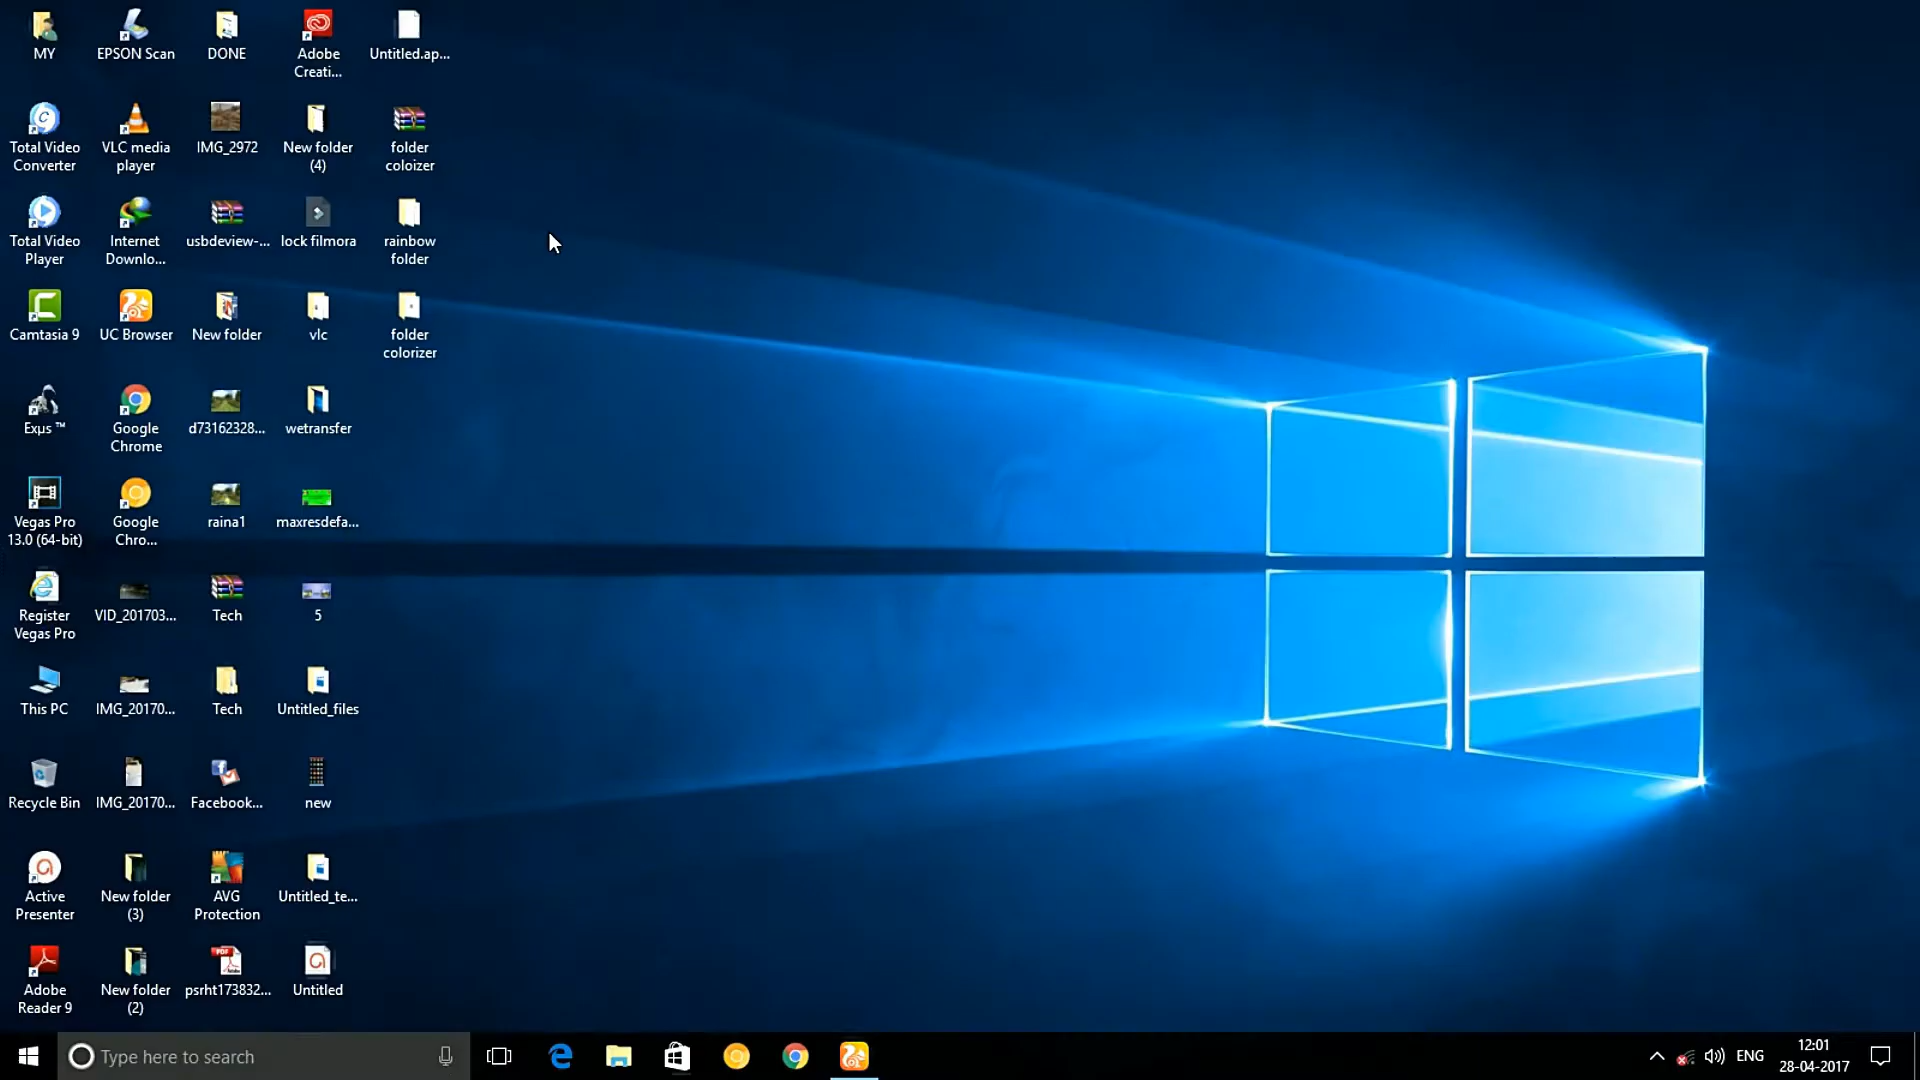 MY
EPSON Scan
DONE
Adobe
Creati...
Untitled.ap...
Total Video
Converter
VLC media
player
IMG_2972
New folder
(4)
folder
coloizer
Total Video
Player
Internet
Downlo...
usbdeview-...
lock filmora
rainbow
folder
Camtasia 9
UC Browser
New folder
vlc
folder
colorizer
Exμs ™
Google
Chrome
d73162328...
wetransfer
Vegas Pro
13.0 (64-bit)
Google
Chro...
raina1
maxresdefa...
Register
Vegas Pro
VID_201703...
Tech
5
This PC
IMG_20170...
Tech
Untitled_files
Recycle Bin
IMG_20170...
Facebook...
new
Active
Presenter
New folder
(3)
AVG
Protection
Untitled_te...
Adobe
Reader 9
New folder
(2)
psrht173832...
Untitled
Type here to search
ENG
12:01
28-04-2017